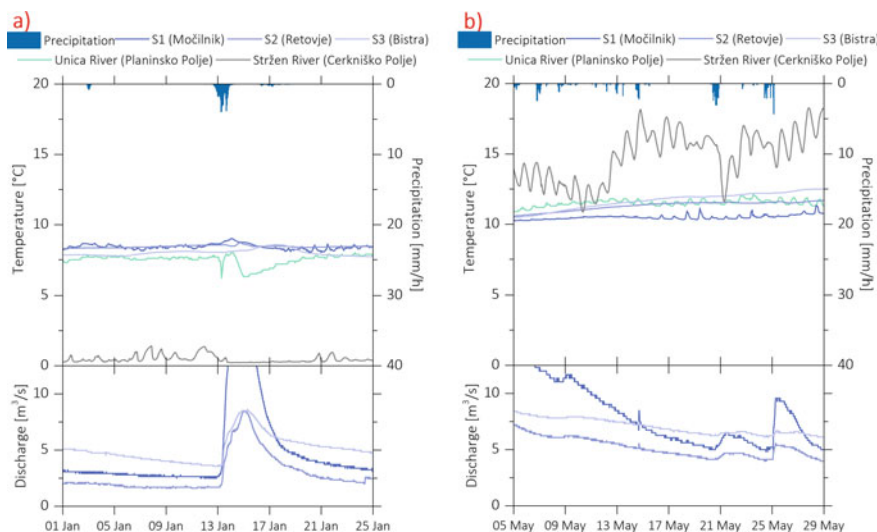 a)
Precipitation S1 (Močilnik) S2 (Retovje) S3 (Bistra)
Unica River (Planinsko Polje) Stržen River (Cerkniško Polje)
20 0
15 10
10 20
5 30
0 40
Temperature [°C]
Precipitation [mm/h]
10
5
0
Discharge [m³/s]
01 Jan 05 Jan 09 Jan 13 Jan 17 Jan 21 Jan 25 Jan
b)
Precipitation S1 (Močilnik) S2 (Retovje) S3 (Bistra)
Unica River (Planinsko Polje) Stržen River (Cerkniško Polje)
20 0
15 10
10 20
5 30
0 40
Temperature [°C]
Precipitation [mm/h]
10
5
0
Discharge [m³/s]
05 May 09 May 13 May 17 May 21 May 25 May 29 May